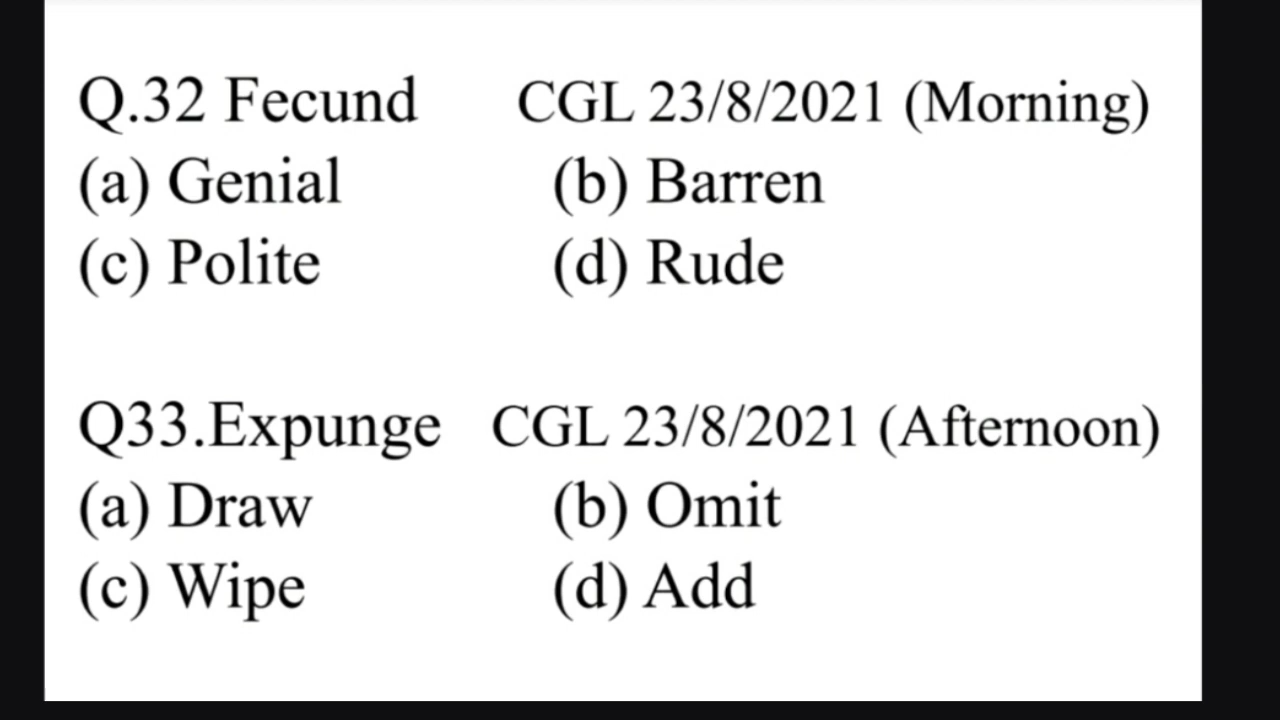 Q.32 Fecund CGL 23/8/2021 (Morning)
(a) Genial (b) Barren
(c) Polite (d) Rude
Q33.Expunge CGL 23/8/2021 (Afternoon)
(a) Draw (b) Omit
(c) Wipe (d) Add